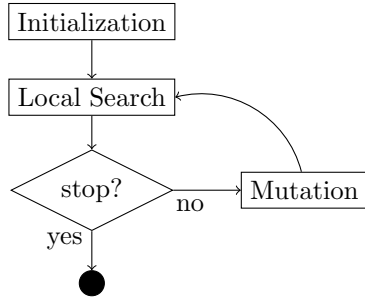 Initialization
Local Search
stop?
no
Mutation
yes